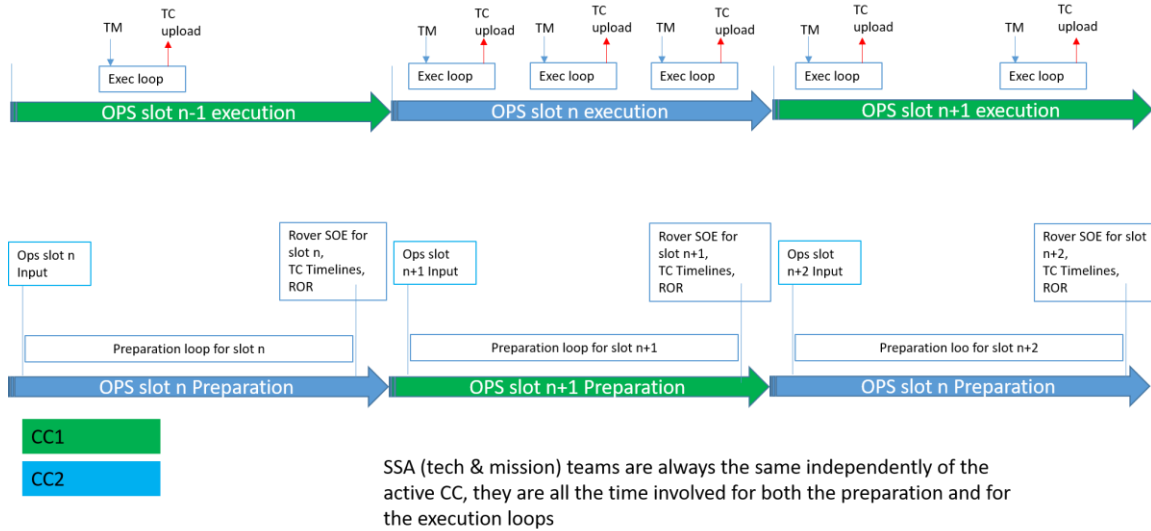 TM
TC
upload
TM
TC
upload
TM
TC
upload
TM
TC
upload
TM
TC
upload
TM
TC
upload
Exec loop
Exec loop
Exec loop
Exec loop
Exec loop
Exec loop
OPS slot n-1 execution
OPS slot n execution
OPS slot n+1 execution
Ops slot n
Input
Rover SOE for
slot n,
TC Timelines,
ROR
Ops slot
n+1 Input
Rover SOE for
slot n+1,
TC Timelines,
ROR
Ops slot
n+2 Input
Rover SOE for slot
n+2,
TC Timelines,
ROR
Preparation loop for slot n
Preparation loop for slot n+1
Preparation loo for slot n+2
OPS slot n Preparation
OPS slot n+1 Preparation
OPS slot n Preparation
CC1
CC2
SSA (tech & mission) teams are always the same independently of the
active CC, they are all the time involved for both the preparation and for
the execution loops